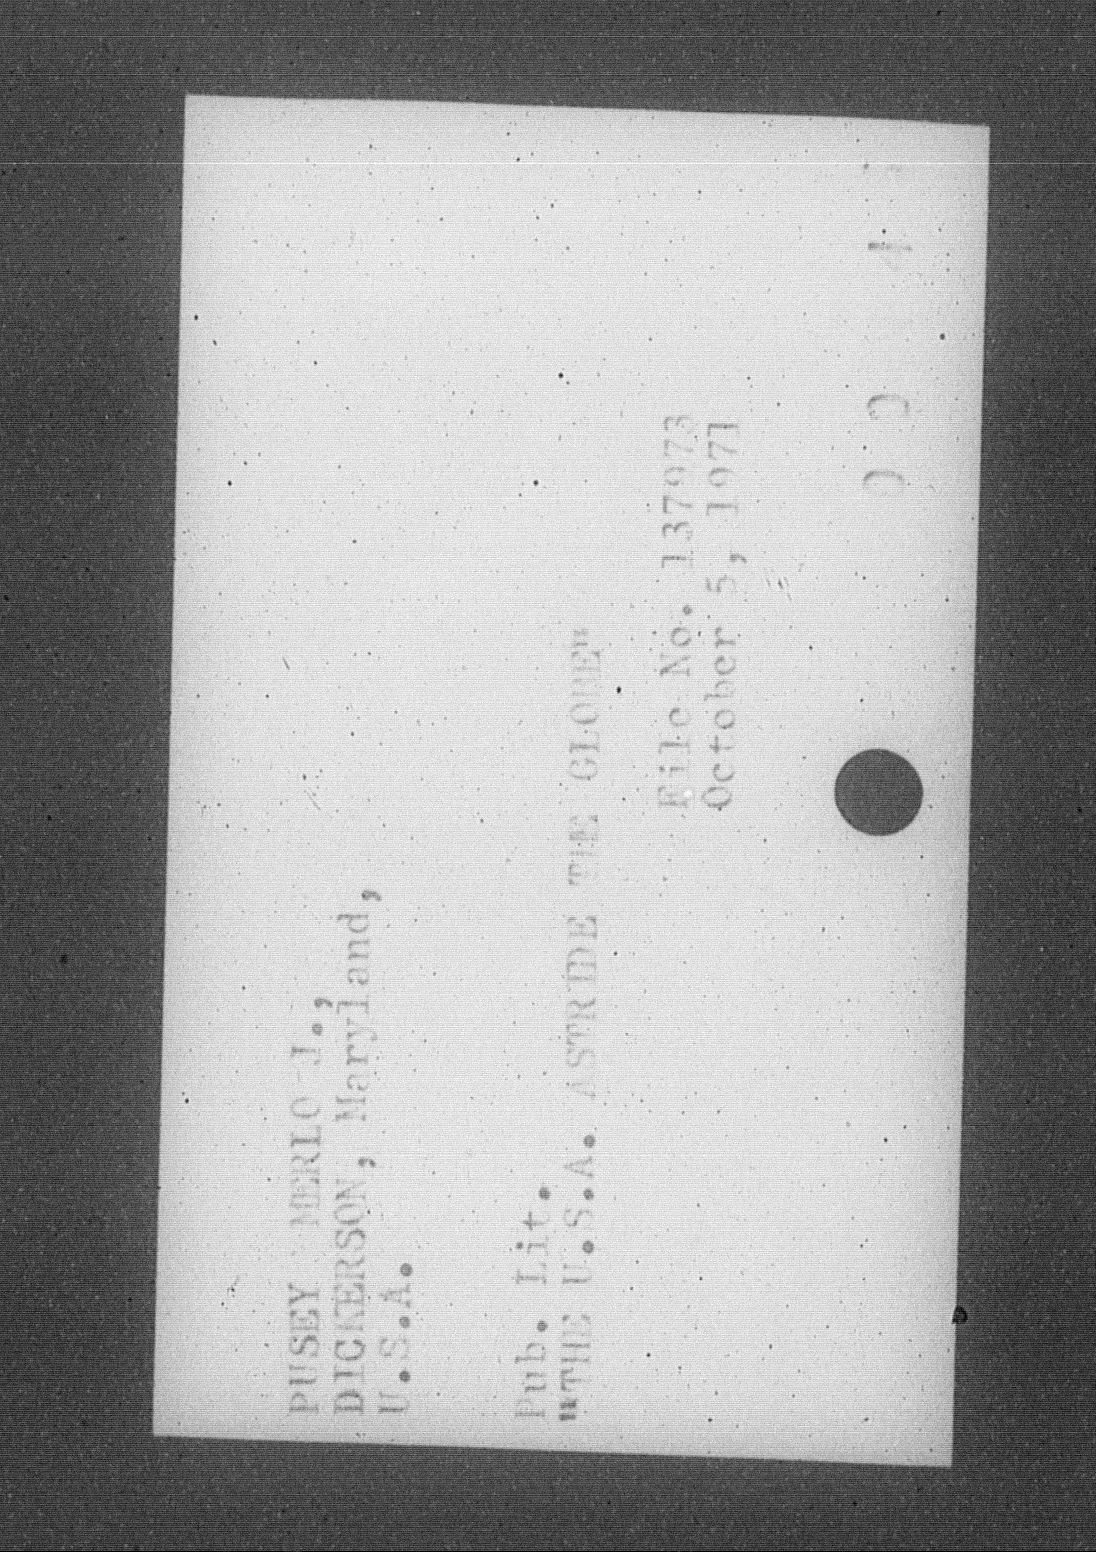 PUSEY MERLO J.,
DICKERSON, Maryland,
U.S.A.
Pub. Lit.
"THE U.S.A. ASTRIDE THE GLOBE"
File No. 137973
October 5, 1971